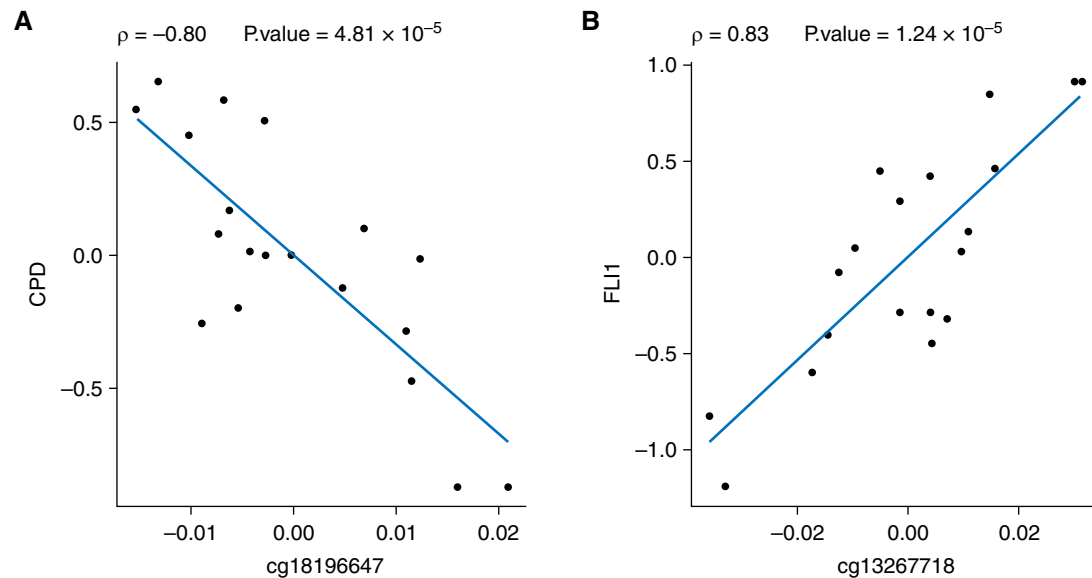 A
ρ = –0.80 P.value = 4.81 × 10⁻⁵
0.5
0.0
–0.5
CPD
–0.01 0.00 0.01 0.02
cg18196647
B
ρ = 0.83 P.value = 1.24 × 10⁻⁵
1.0
0.5
0.0
–0.5
–1.0
FLI1
–0.02 0.00 0.02
cg13267718